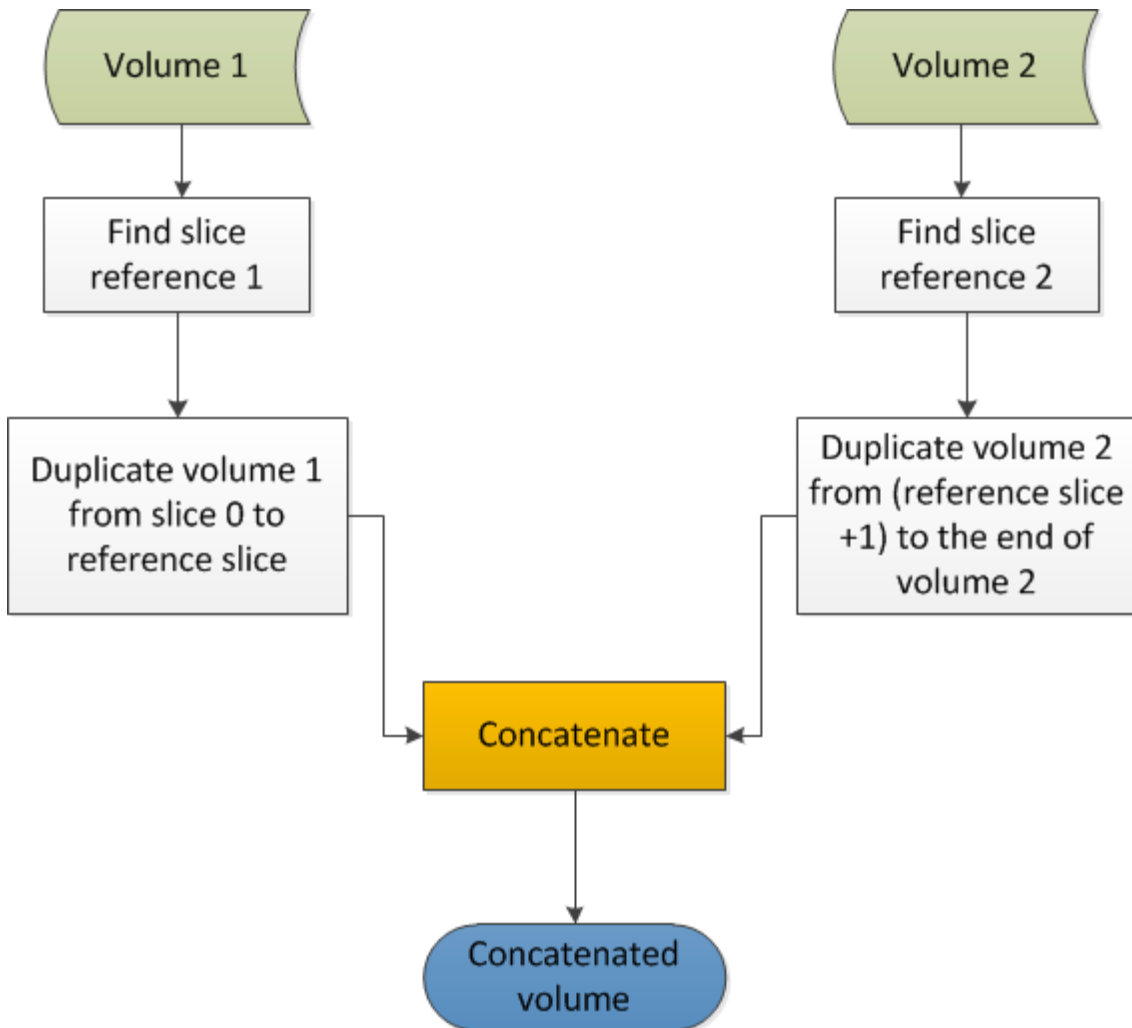 Volume 1
Volume 2
Find slice
reference 1
Find slice
reference 2
Duplicate volume 1
from slice 0 to
reference slice
Duplicate volume 2
from (reference slice
+1) to the end of
volume 2
Concatenate
Concatenated
volume